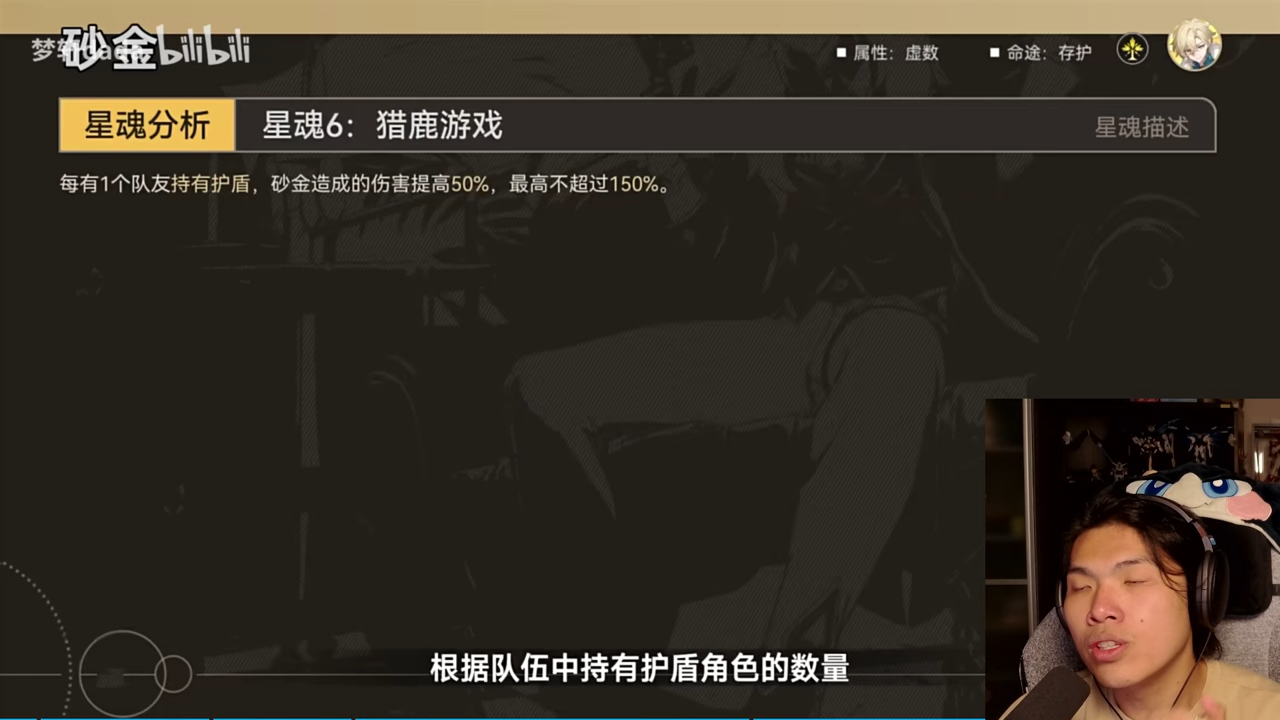 砂金
bilibili
属性：虚数
命途：存护
星魂分析
星魂6：猎鹿游戏
星魂描述
每有1个队友持有护盾，砂金造成的伤害提高50%，最高不超过150%。
根据队伍中持有护盾角色的数量